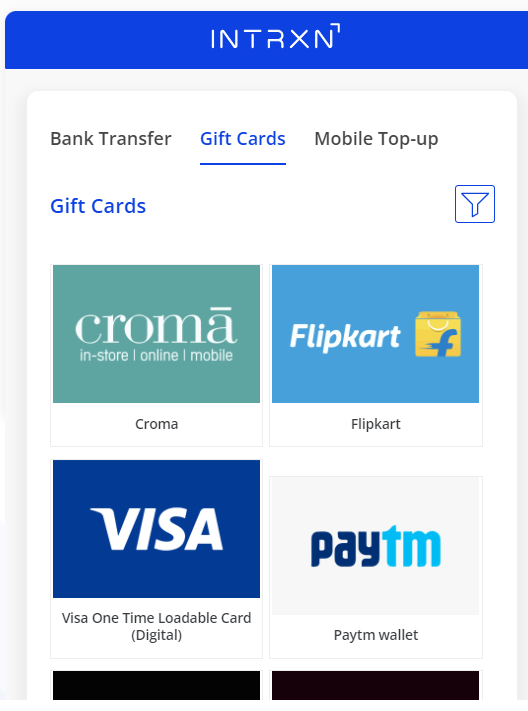 INTRXN
Bank Transfer Gift Cards Mobile Top-up
Gift Cards
cromā
in-store | online | mobile
Croma
Flipkart
Flipkart
VISA
Visa One Time Loadable Card
(Digital)
paytm
Paytm wallet